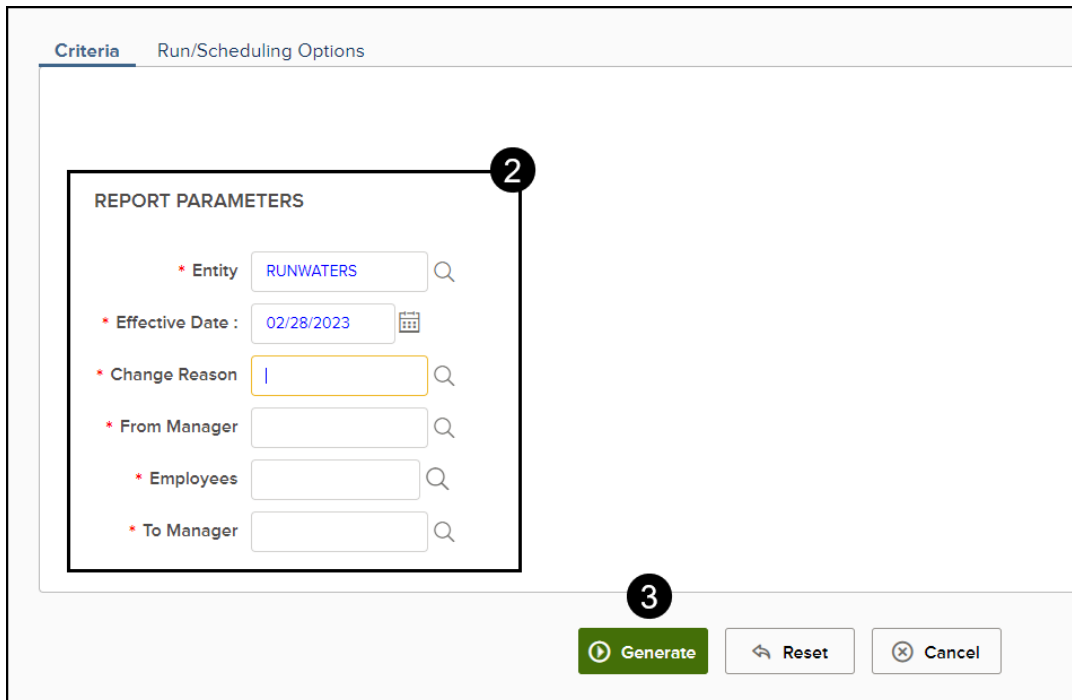 Criteria Run/Scheduling Options
2
REPORT PARAMETERS
* Entity RUNWATERS
* Effective Date : 02/28/2023
* Change Reason
* From Manager
* Employees
* To Manager
3
Generate Reset Cancel